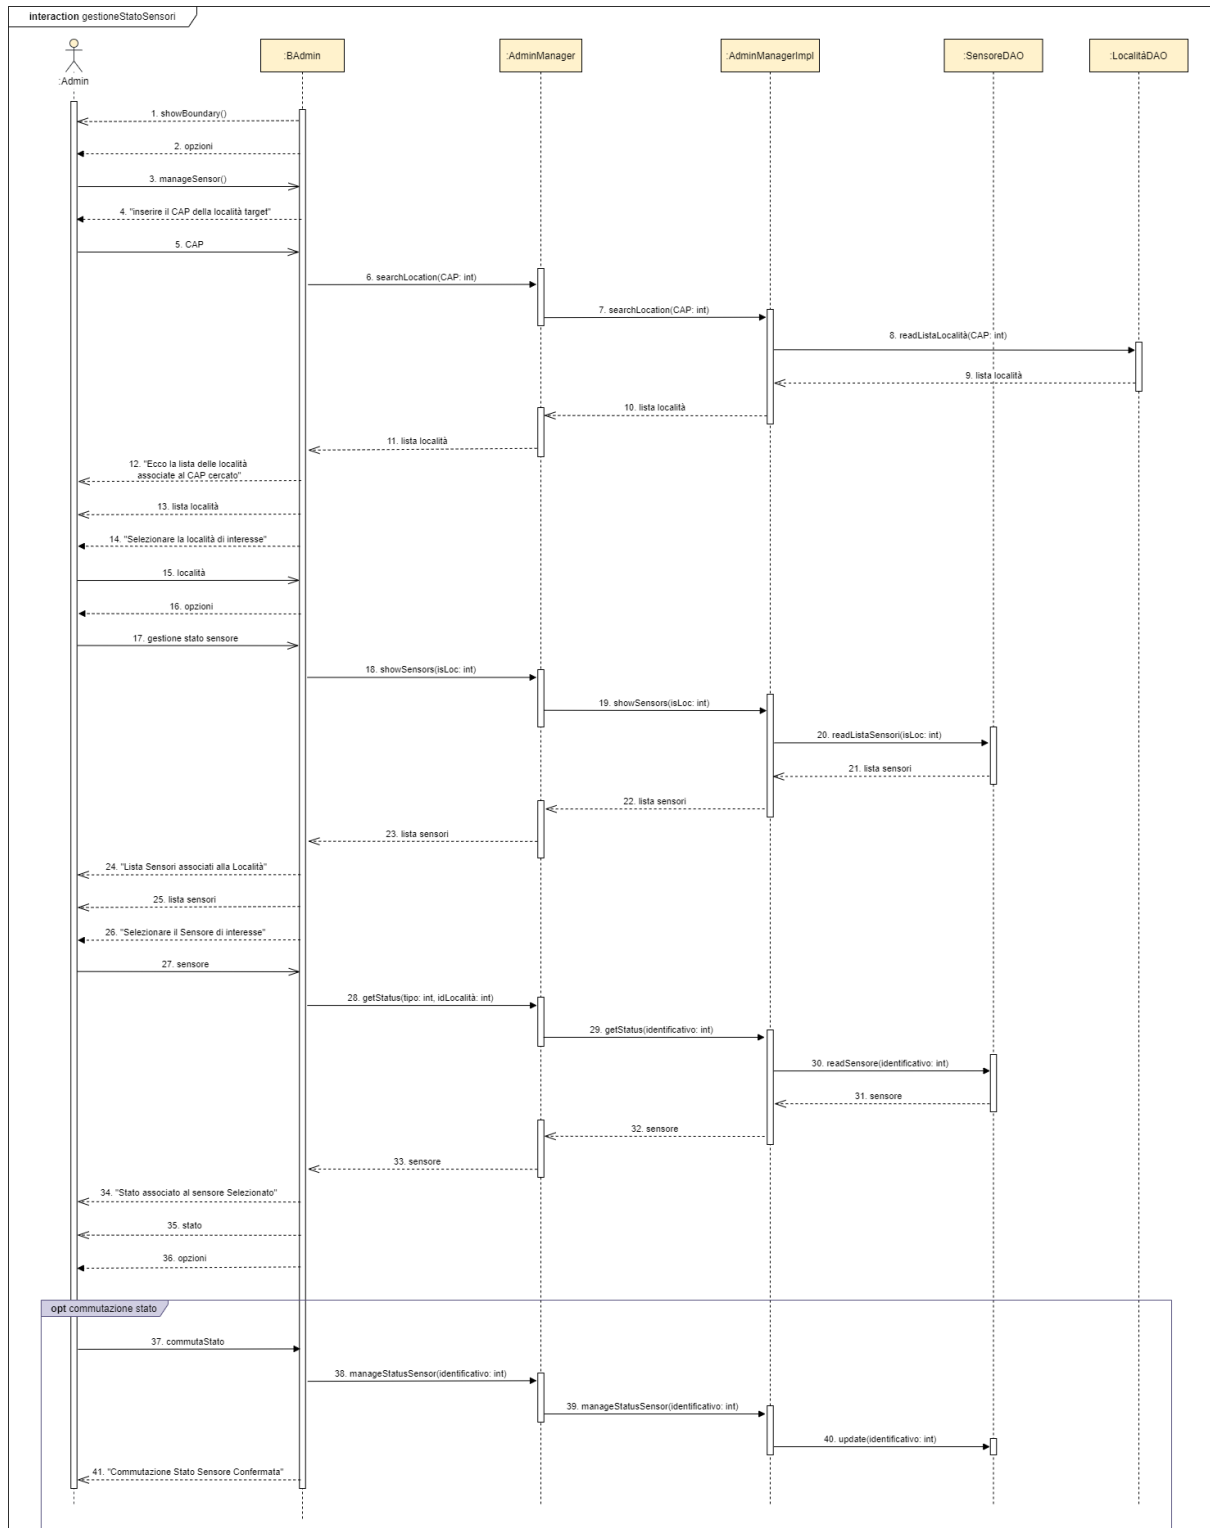 interaction gestioneStatoSensori
:Admin
:BAdmin
:AdminManager
:AdminManagerImpl
:SensoreDAO
:LocalitàDAO
1. showBoundary()
2. opzioni
3. manageSensor()
4. "inserire il CAP della località target"
5. CAP
6. searchLocation(CAP: int)
7. searchLocation(CAP: int)
8. readListaLocalità(CAP: int)
9. lista località
10. lista località
11. lista località
12. "Ecco la lista delle località
associate al CAP cercato"
13. lista località
14. "Selezionare la località di interesse"
15. località
16. opzioni
17. gestione stato sensore
18. showSensors(isLoc: int)
19. showSensors(isLoc: int)
20. readListaSensori(isLoc: int)
21. lista sensori
22. lista sensori
23. lista sensori
24. "Lista Sensori associati alla Località"
25. lista sensori
26. "Selezionare il Sensore di interesse"
27. sensore
28. getStatus(tipo: int, idLocalità: int)
29. getStatus(identificativo: int)
30. readSensore(identificativo: int)
31. sensore
32. sensore
33. sensore
34. "Stato associato al sensore Selezionato"
35. stato
36. opzioni
opt commutazione stato
37. commutaStato
38. manageStatusSensor(identificativo: int)
39. manageStatusSensor(identificativo: int)
40. update(identificativo: int)
41. "Commutazione Stato Sensore Confermata"